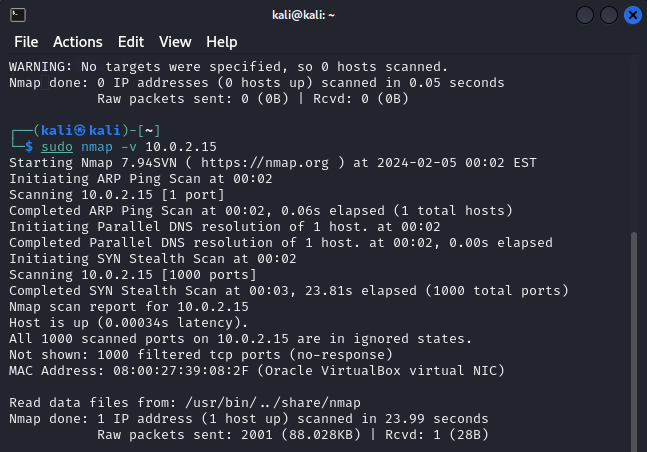 kali@kali: ~
File Actions Edit View Help
WARNING: No targets were specified, so 0 hosts scanned.
Nmap done: 0 IP addresses (0 hosts up) scanned in 0.05 seconds
           Raw packets sent: 0 (0B) | Rcvd: 0 (0B)
┌──(kali㉿kali)-[~]
└─$ sudo nmap -v 10.0.2.15
Starting Nmap 7.94SVN ( https://nmap.org ) at 2024-02-05 00:02 EST
Initiating ARP Ping Scan at 00:02
Scanning 10.0.2.15 [1 port]
Completed ARP Ping Scan at 00:02, 0.06s elapsed (1 total hosts)
Initiating Parallel DNS resolution of 1 host. at 00:02
Completed Parallel DNS resolution of 1 host. at 00:02, 0.00s elapsed
Initiating SYN Stealth Scan at 00:02
Scanning 10.0.2.15 [1000 ports]
Completed SYN Stealth Scan at 00:03, 23.81s elapsed (1000 total ports)
Nmap scan report for 10.0.2.15
Host is up (0.00034s latency).
All 1000 scanned ports on 10.0.2.15 are in ignored states.
Not shown: 1000 filtered tcp ports (no-response)
MAC Address: 08:00:27:39:08:2F (Oracle VirtualBox virtual NIC)
Read data files from: /usr/bin/../share/nmap
Nmap done: 1 IP address (1 host up) scanned in 23.99 seconds
           Raw packets sent: 2001 (88.028KB) | Rcvd: 1 (28B)